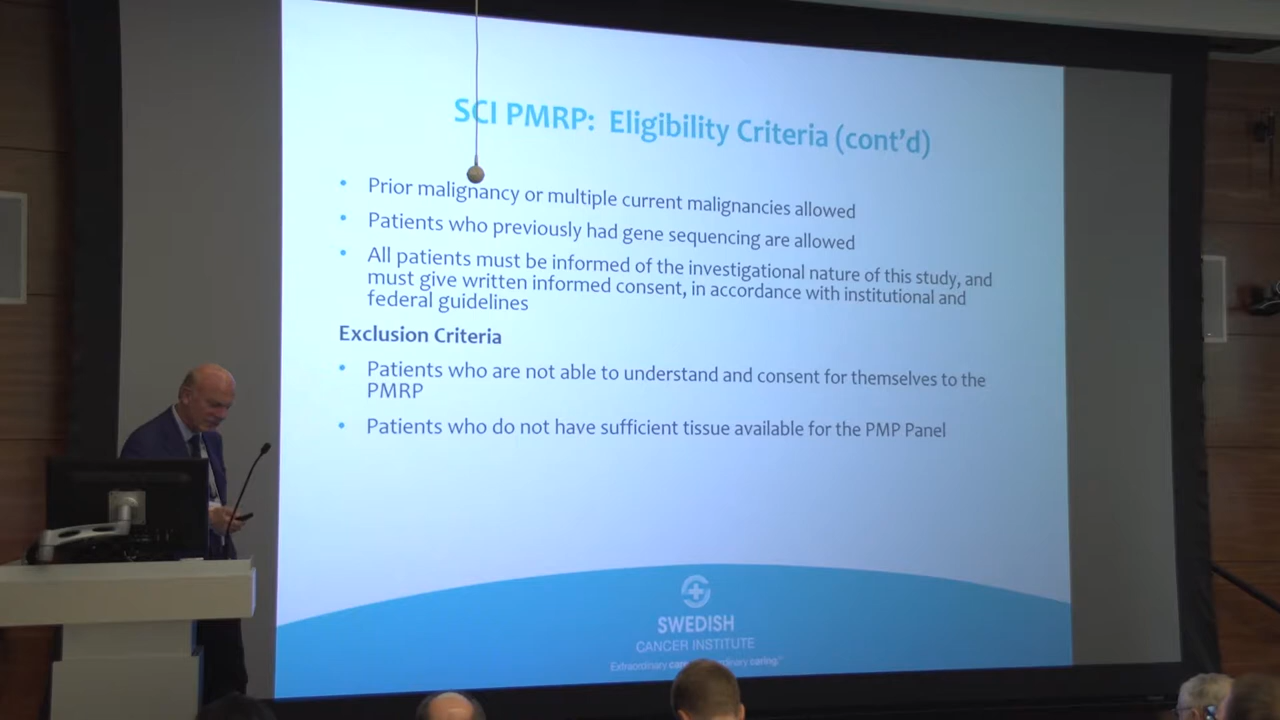 SCI PMRP: Eligibility Criteria (cont'd)
• Prior malignancy or multiple current malignancies allowed
• Patients who previously had gene sequencing are allowed
• All patients must be informed of the investigational nature of this study, and
must give written informed consent, in accordance with institutional and
federal guidelines
Exclusion Criteria
• Patients who are not able to understand and consent for themselves to the
PMRP
• Patients who do not have sufficient tissue available for the PMP Panel
SWEDISH
CANCER INSTITUTE
Extraordinary caring.